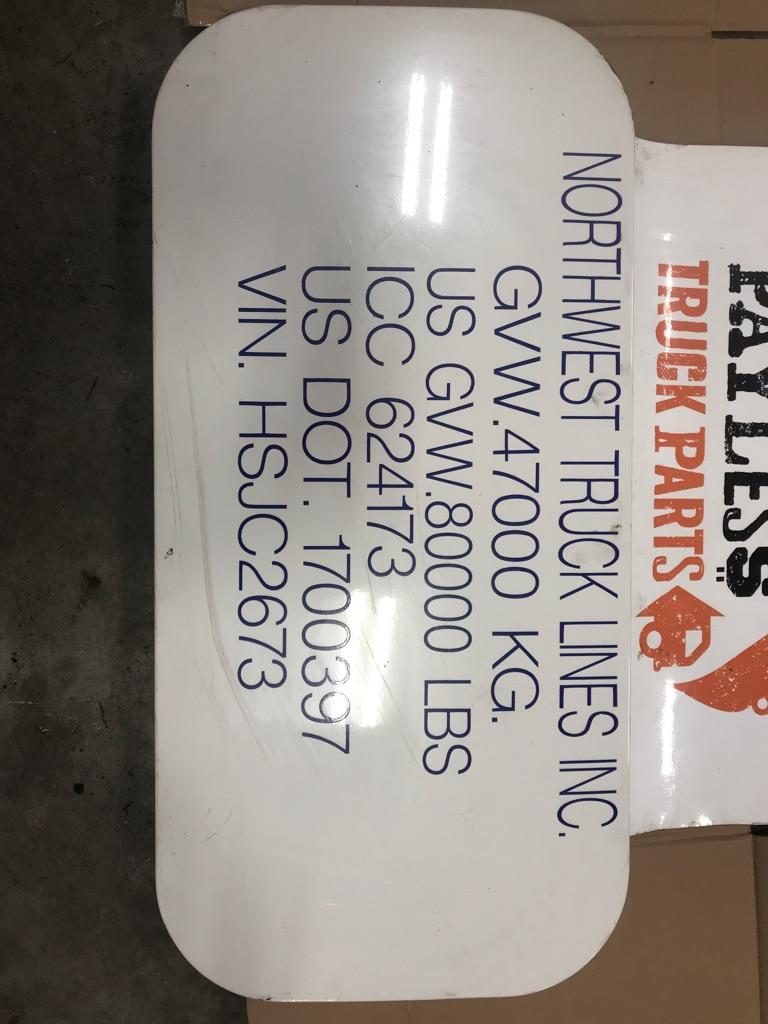 PAYLESS
TRUCK PARTS
NORTHWEST TRUCK LINES INC.
GVW.47000 KG.
US GVW.80000 LBS
ICC 624173
US DOT. 1700397
VIN. HSJC2673